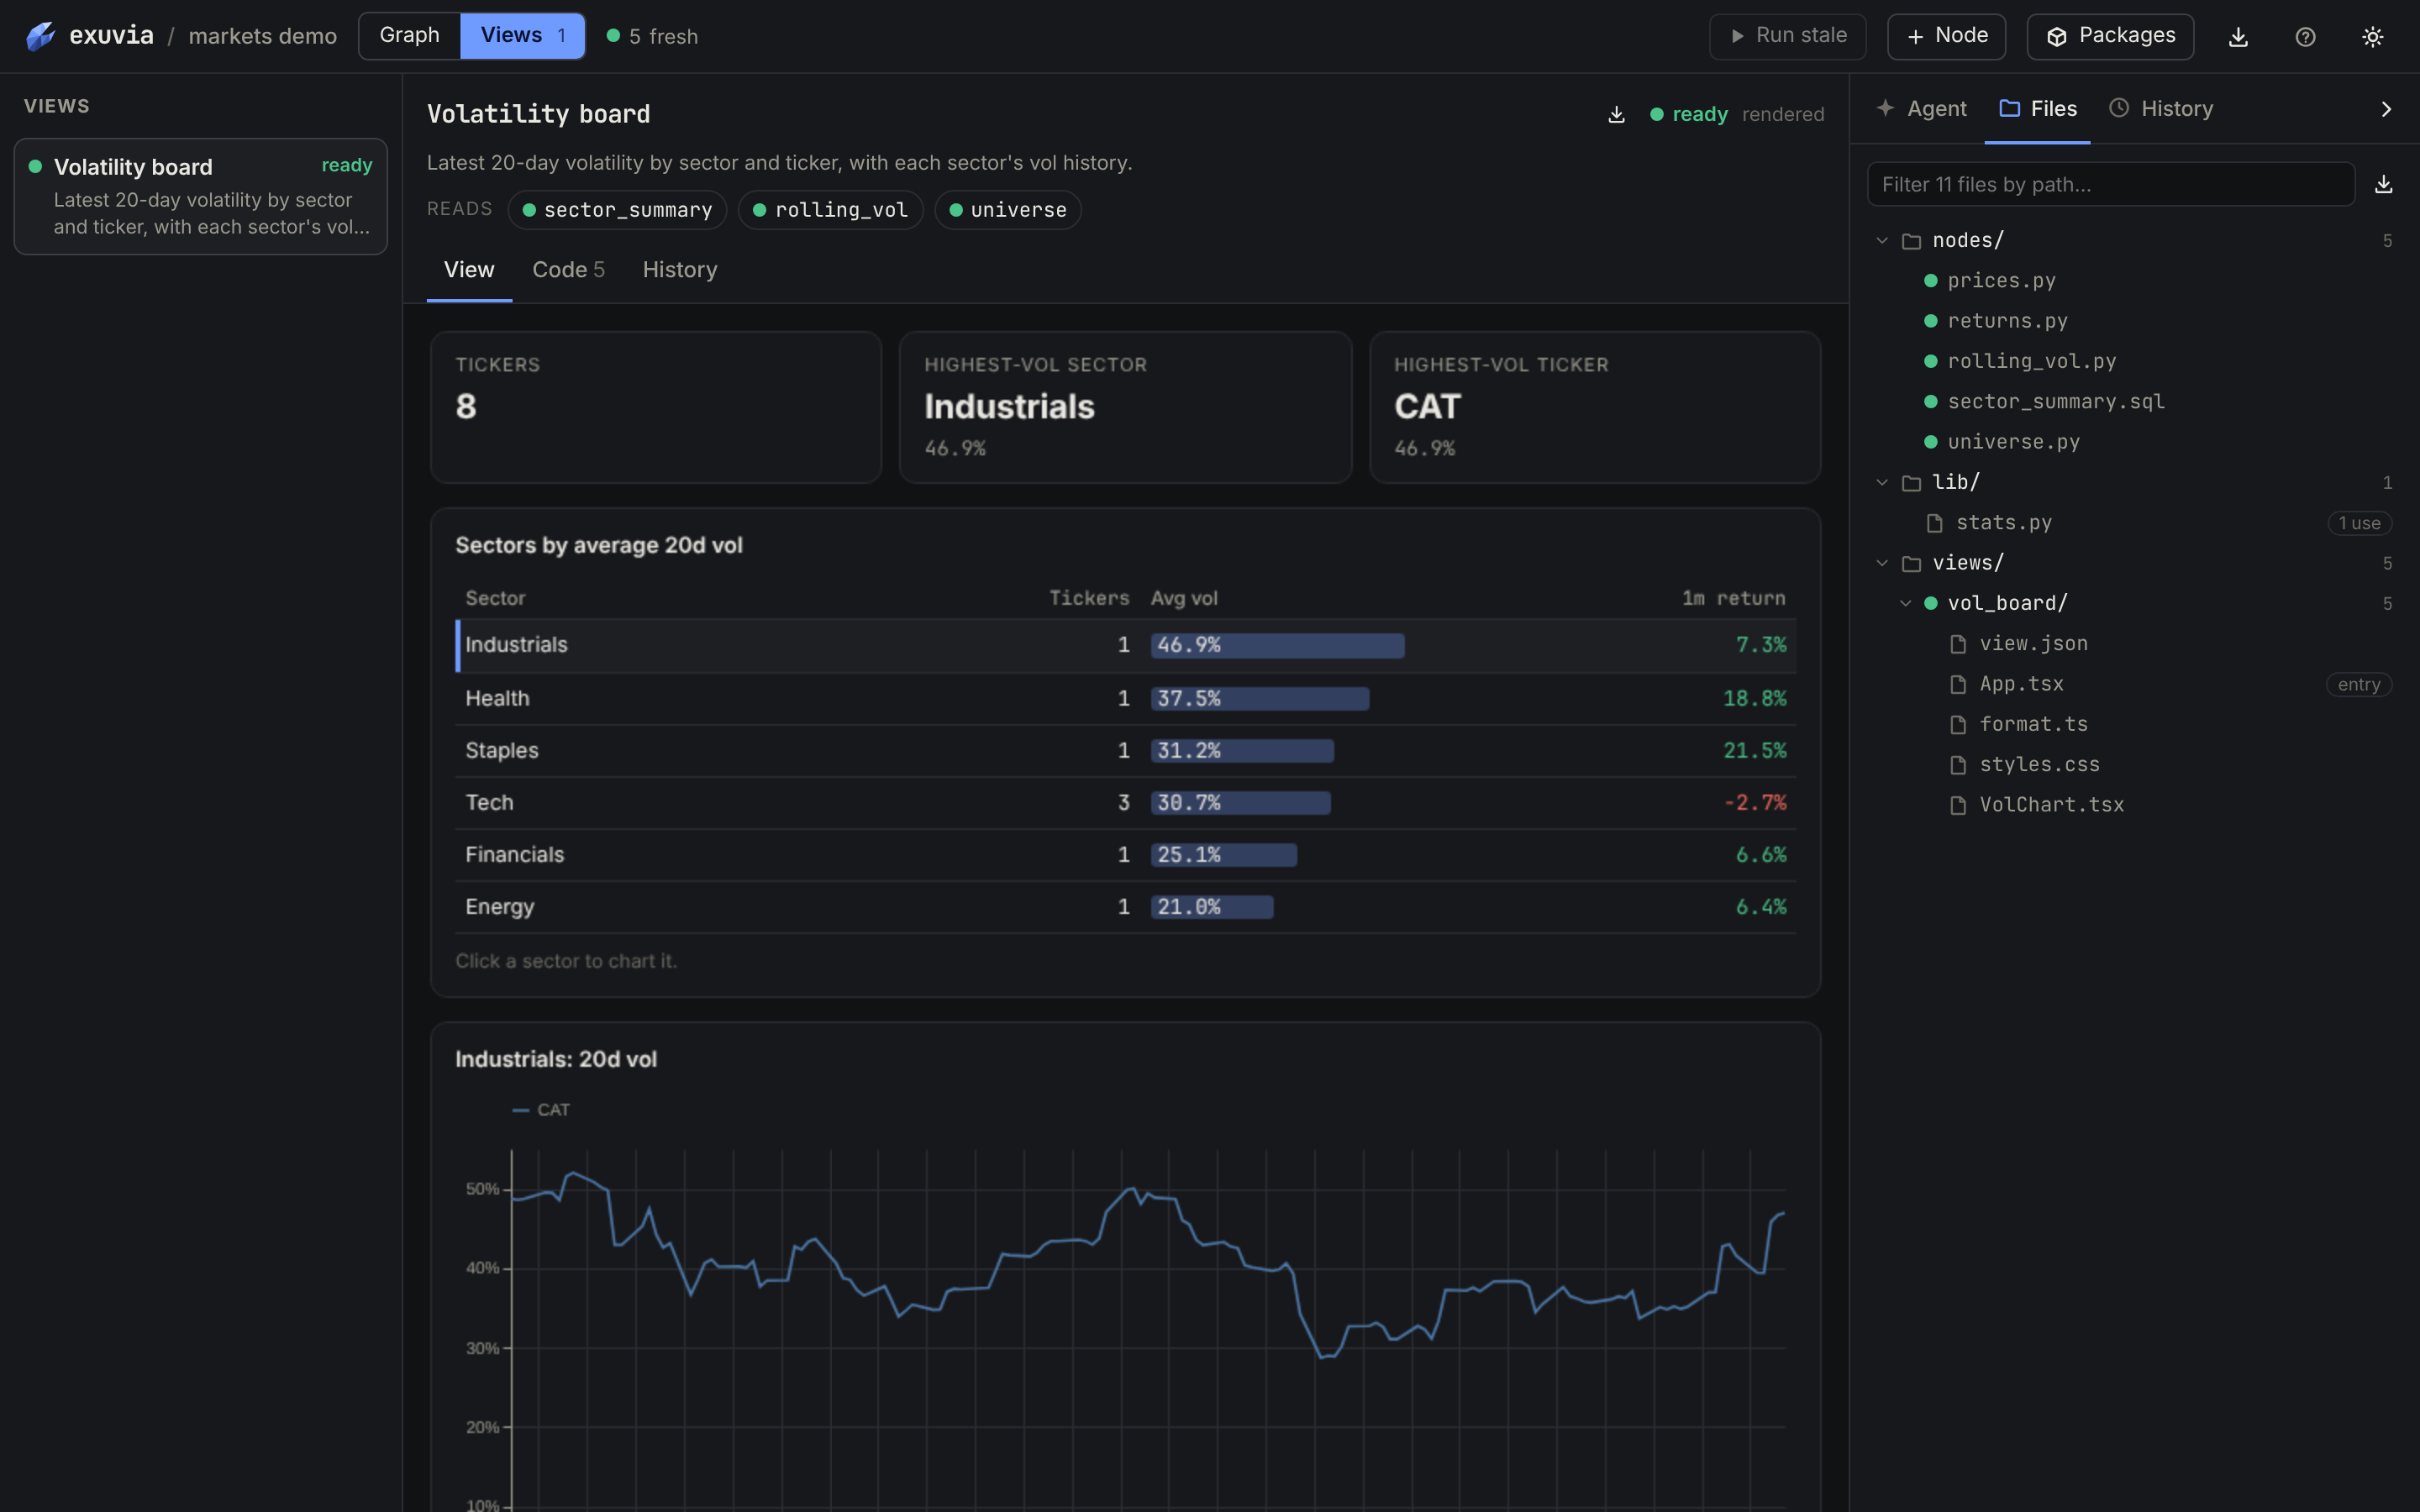 exuvia / markets demo
Graph
Views 1
5 fresh
Run stale
+ Node
Packages
VIEWS
Volatility board
ready
Latest 20-day volatility by sector
and ticker, with each sector's vol...
Volatility board
ready rendered
Latest 20-day volatility by sector and ticker, with each sector's vol history.
READS sector_summary rolling_vol universe
View Code 5 History
TICKERS
8
HIGHEST-VOL SECTOR
Industrials
46.9%
HIGHEST-VOL TICKER
CAT
46.9%
Sectors by average 20d vol
Sector Tickers Avg vol 1m return
Industrials 1 46.9% 7.3%
Health 1 37.5% 18.8%
Staples 1 31.2% 21.5%
Tech 3 30.7% -2.7%
Financials 1 25.1% 6.6%
Energy 1 21.0% 6.4%
Click a sector to chart it.
Industrials: 20d vol
CAT
50%
40%
30%
20%
10%
Agent Files History
Filter 11 files by path...
nodes/ 5
prices.py
returns.py
rolling_vol.py
sector_summary.sql
universe.py
lib/ 1
stats.py 1 use
views/ 5
vol_board/ 5
view.json
App.tsx entry
format.ts
styles.css
VolChart.tsx